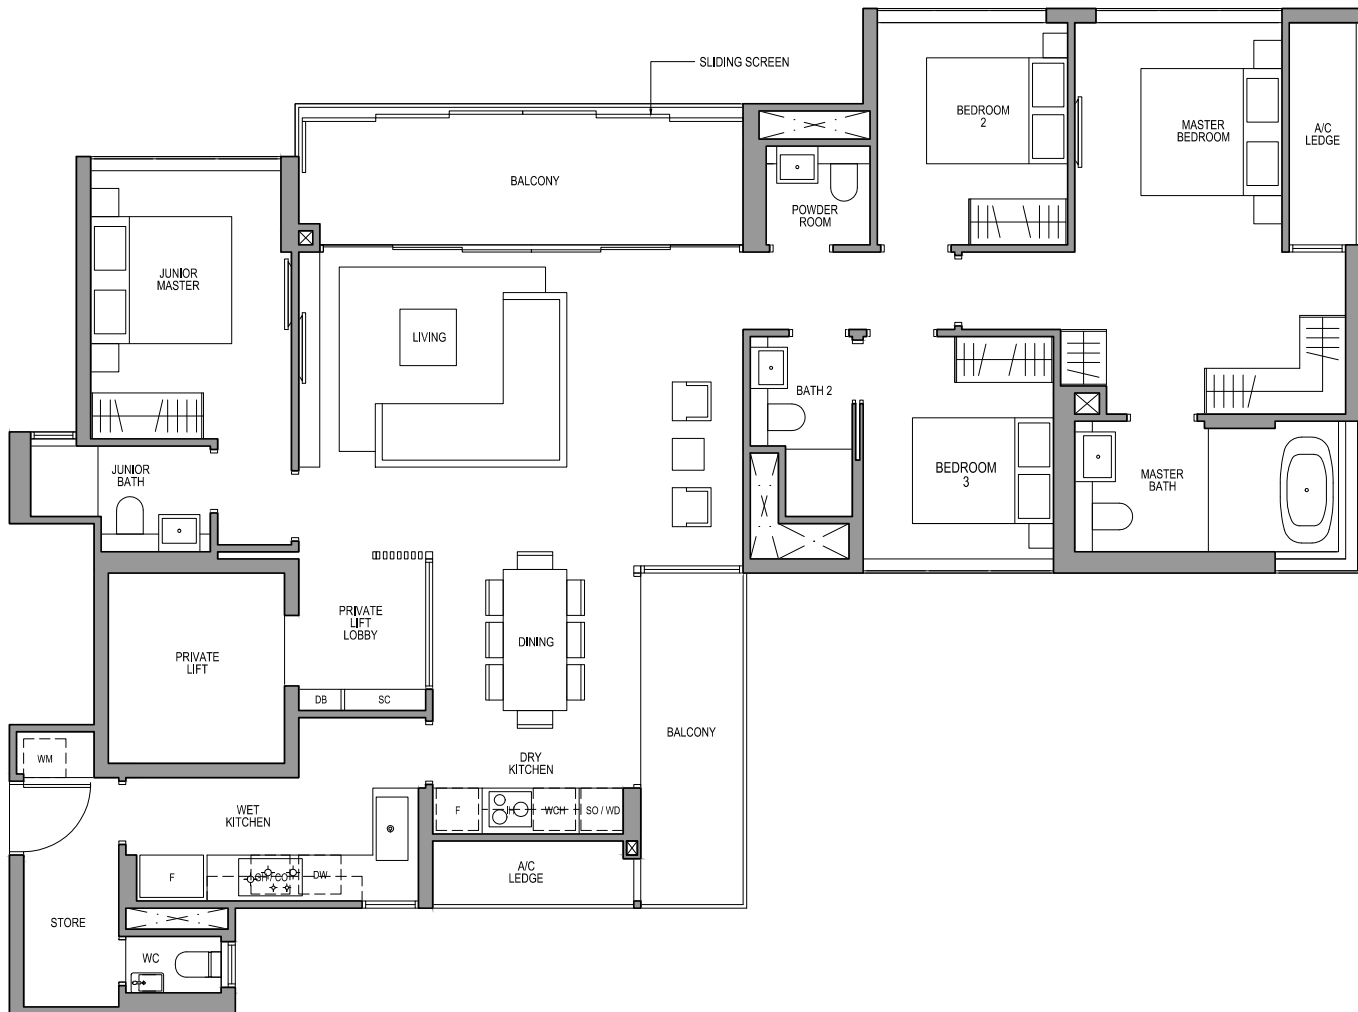 SLIDING SCREEN
BEDROOM
2
MASTER
BEDROOM
A/C
LEDGE
BALCONY
POWDER
ROOM
JUNIOR
MASTER
LIVING
BATH 2
BEDROOM
3
MASTER
BATH
JUNIOR
BATH
PRIVATE
LIFT
LOBBY
DINING
PRIVATE
LIFT
DB
SC
BALCONY
WM
DRY
KITCHEN
WET
KITCHEN
F
IH
WCH
SO / WD
A/C
LEDGE
F
DW
STORE
WC